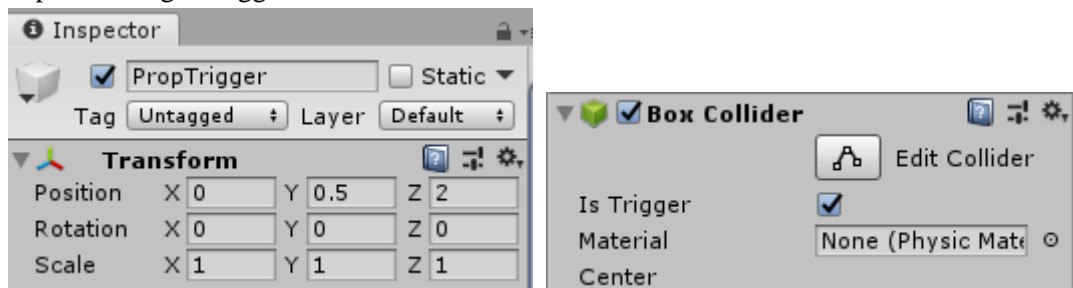 Inspector
PropTrigger Static
Tag Untagged Layer Default
Transform
Position X 0 Y 0.5 Z 2
Rotation X 0 Y 0 Z 0
Scale X 1 Y 1 Z 1
Box Collider
Edit Collider
Is Trigger
Material None (Physic Mate
Center